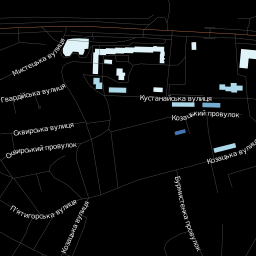 Мистецька вулиця
Гвардійська вулиця
Кустанайська вулиця
Козацький провулок
Сквирська вулиця
Сквирський провулок
Козацька вулиця
П'ятигорська вулиця
Козацька вулиця
Бурмистенка провулок